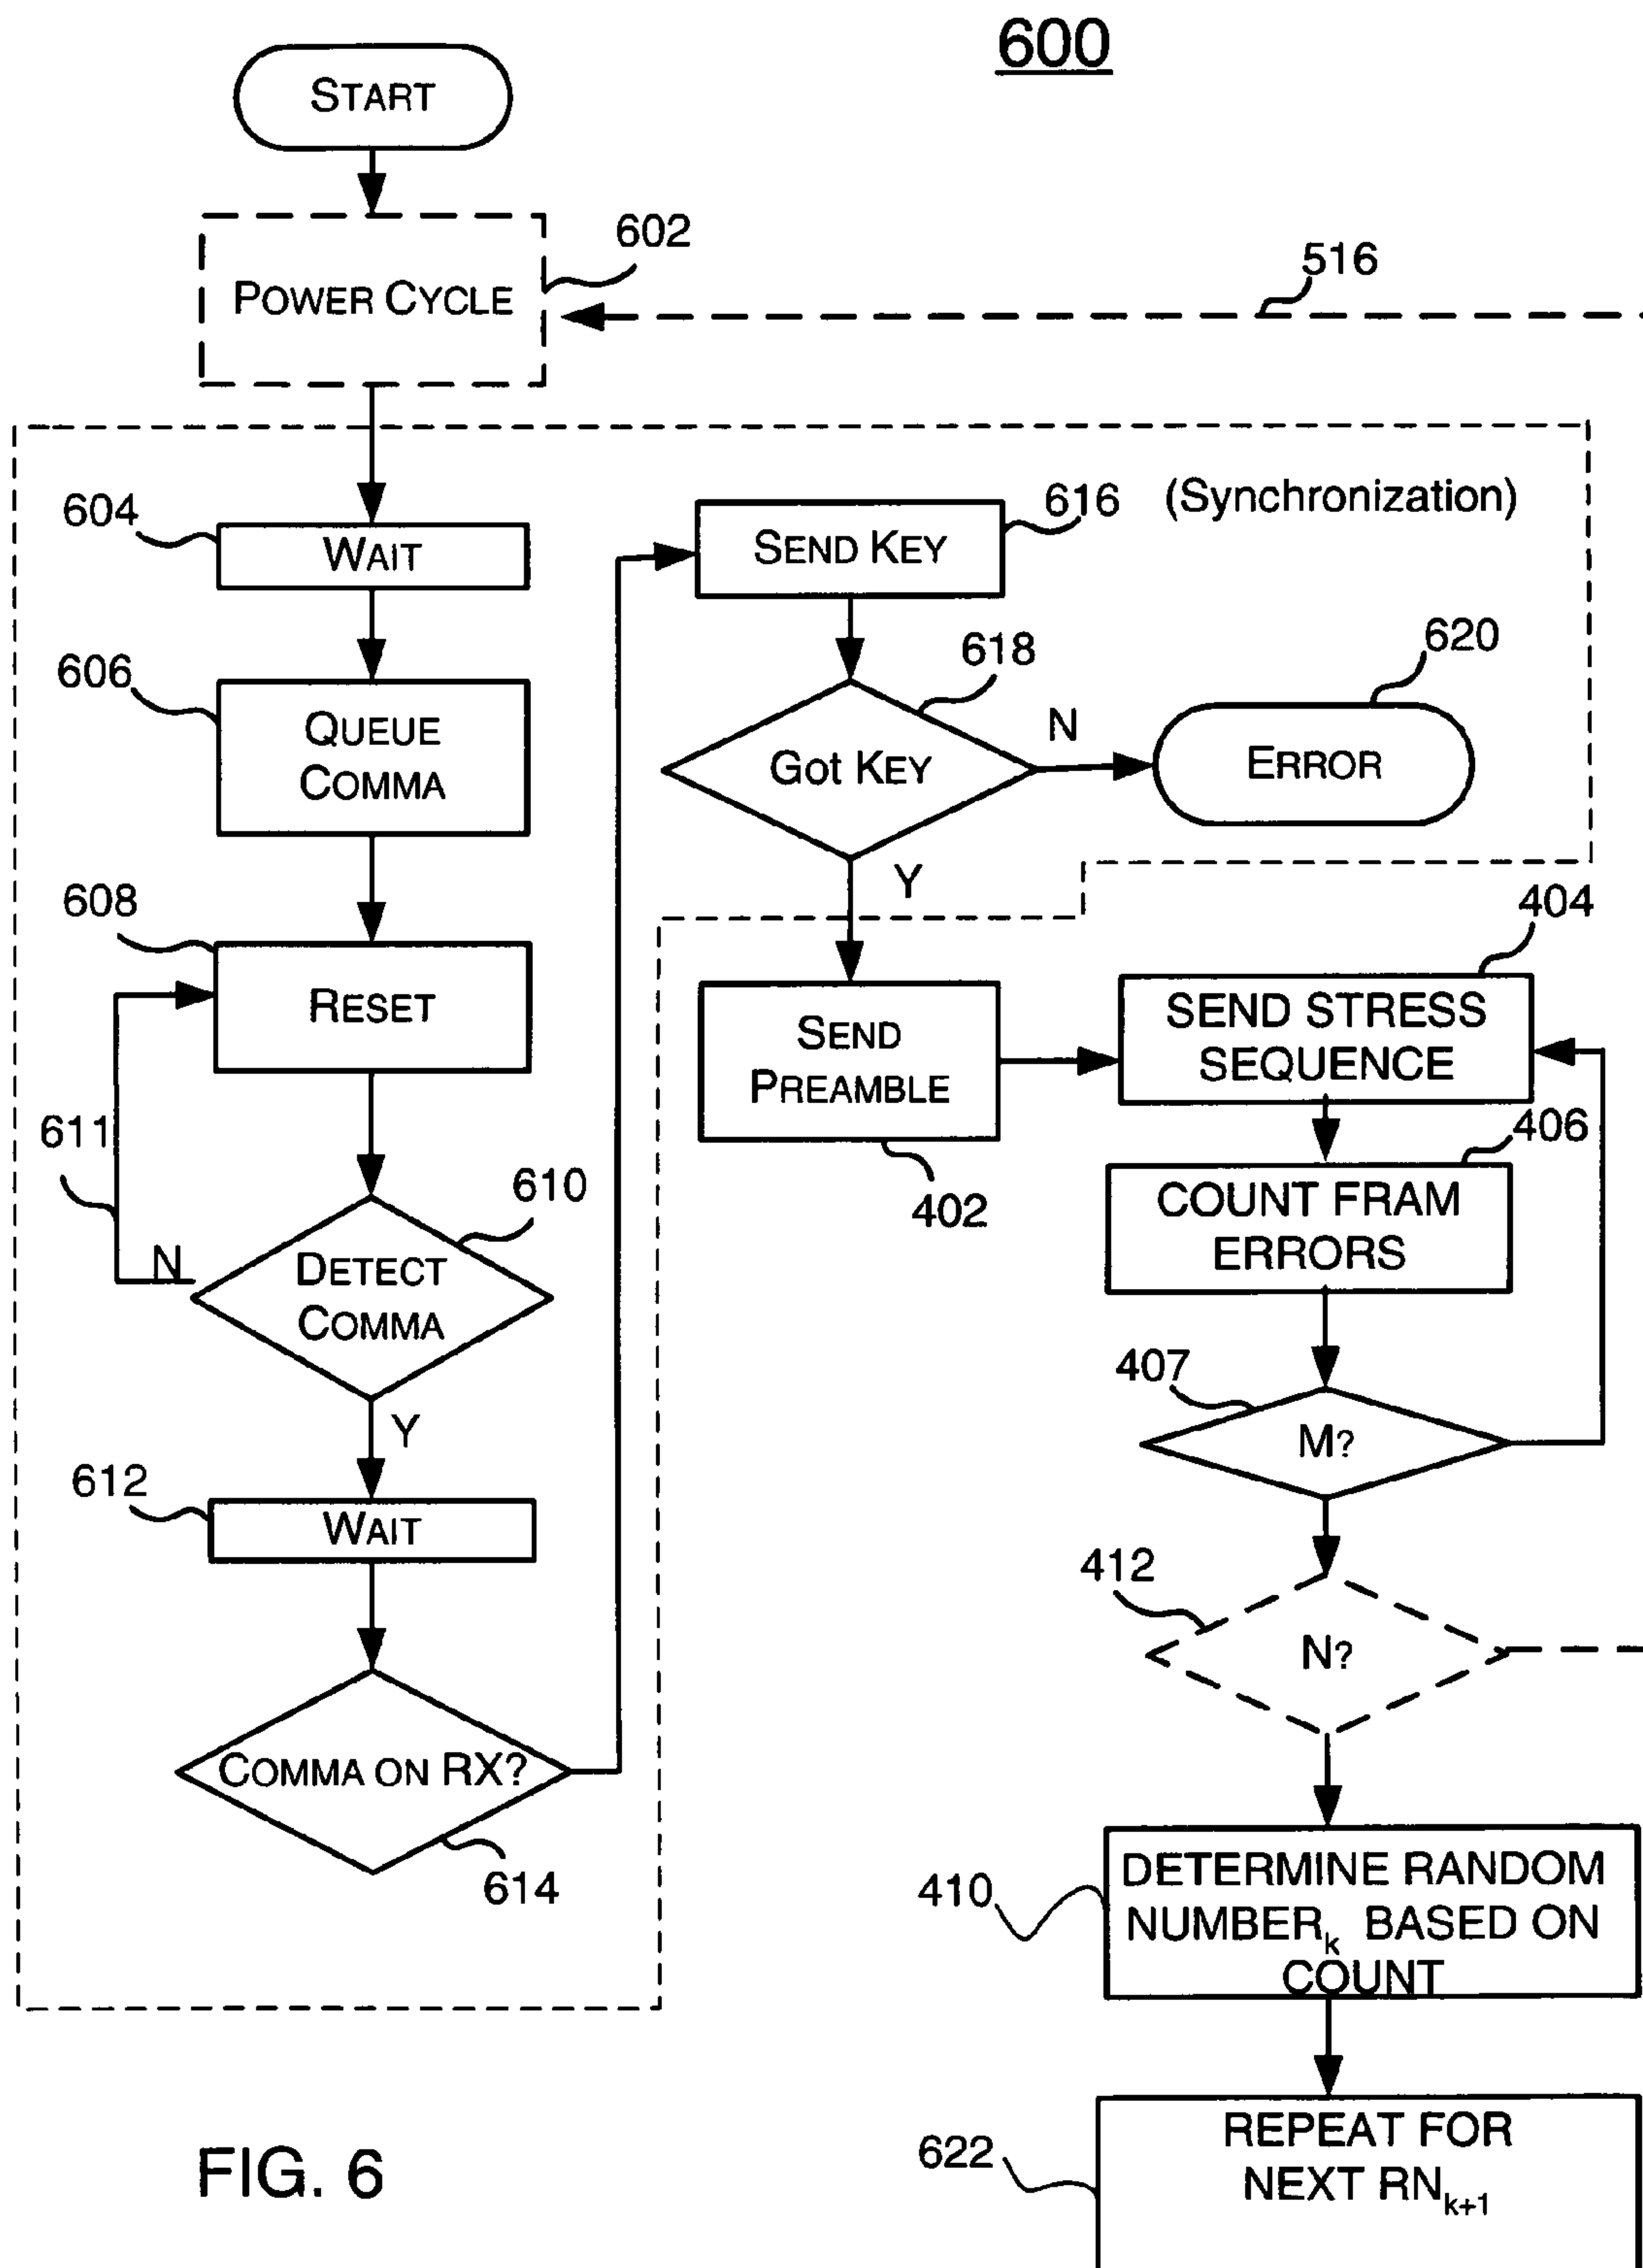 600
START
POWER CYCLE
602
516
604
WAIT
616
(Synchronization)
SEND KEY
606
QUEUE
COMMA
618
Got KEY
N
620
ERROR
Y
608
RESET
404
SEND STRESS
SEQUENCE
SEND
PREAMBLE
402
611
N
610
DETECT
COMMA
Y
406
COUNT FRAM
ERRORS
407
M?
612
WAIT
412
N?
COMMA ON RX?
614
410
DETERMINE RANDOM
NUMBERk BASED ON
COUNT
622
REPEAT FOR
NEXT RNk+1
FIG. 6